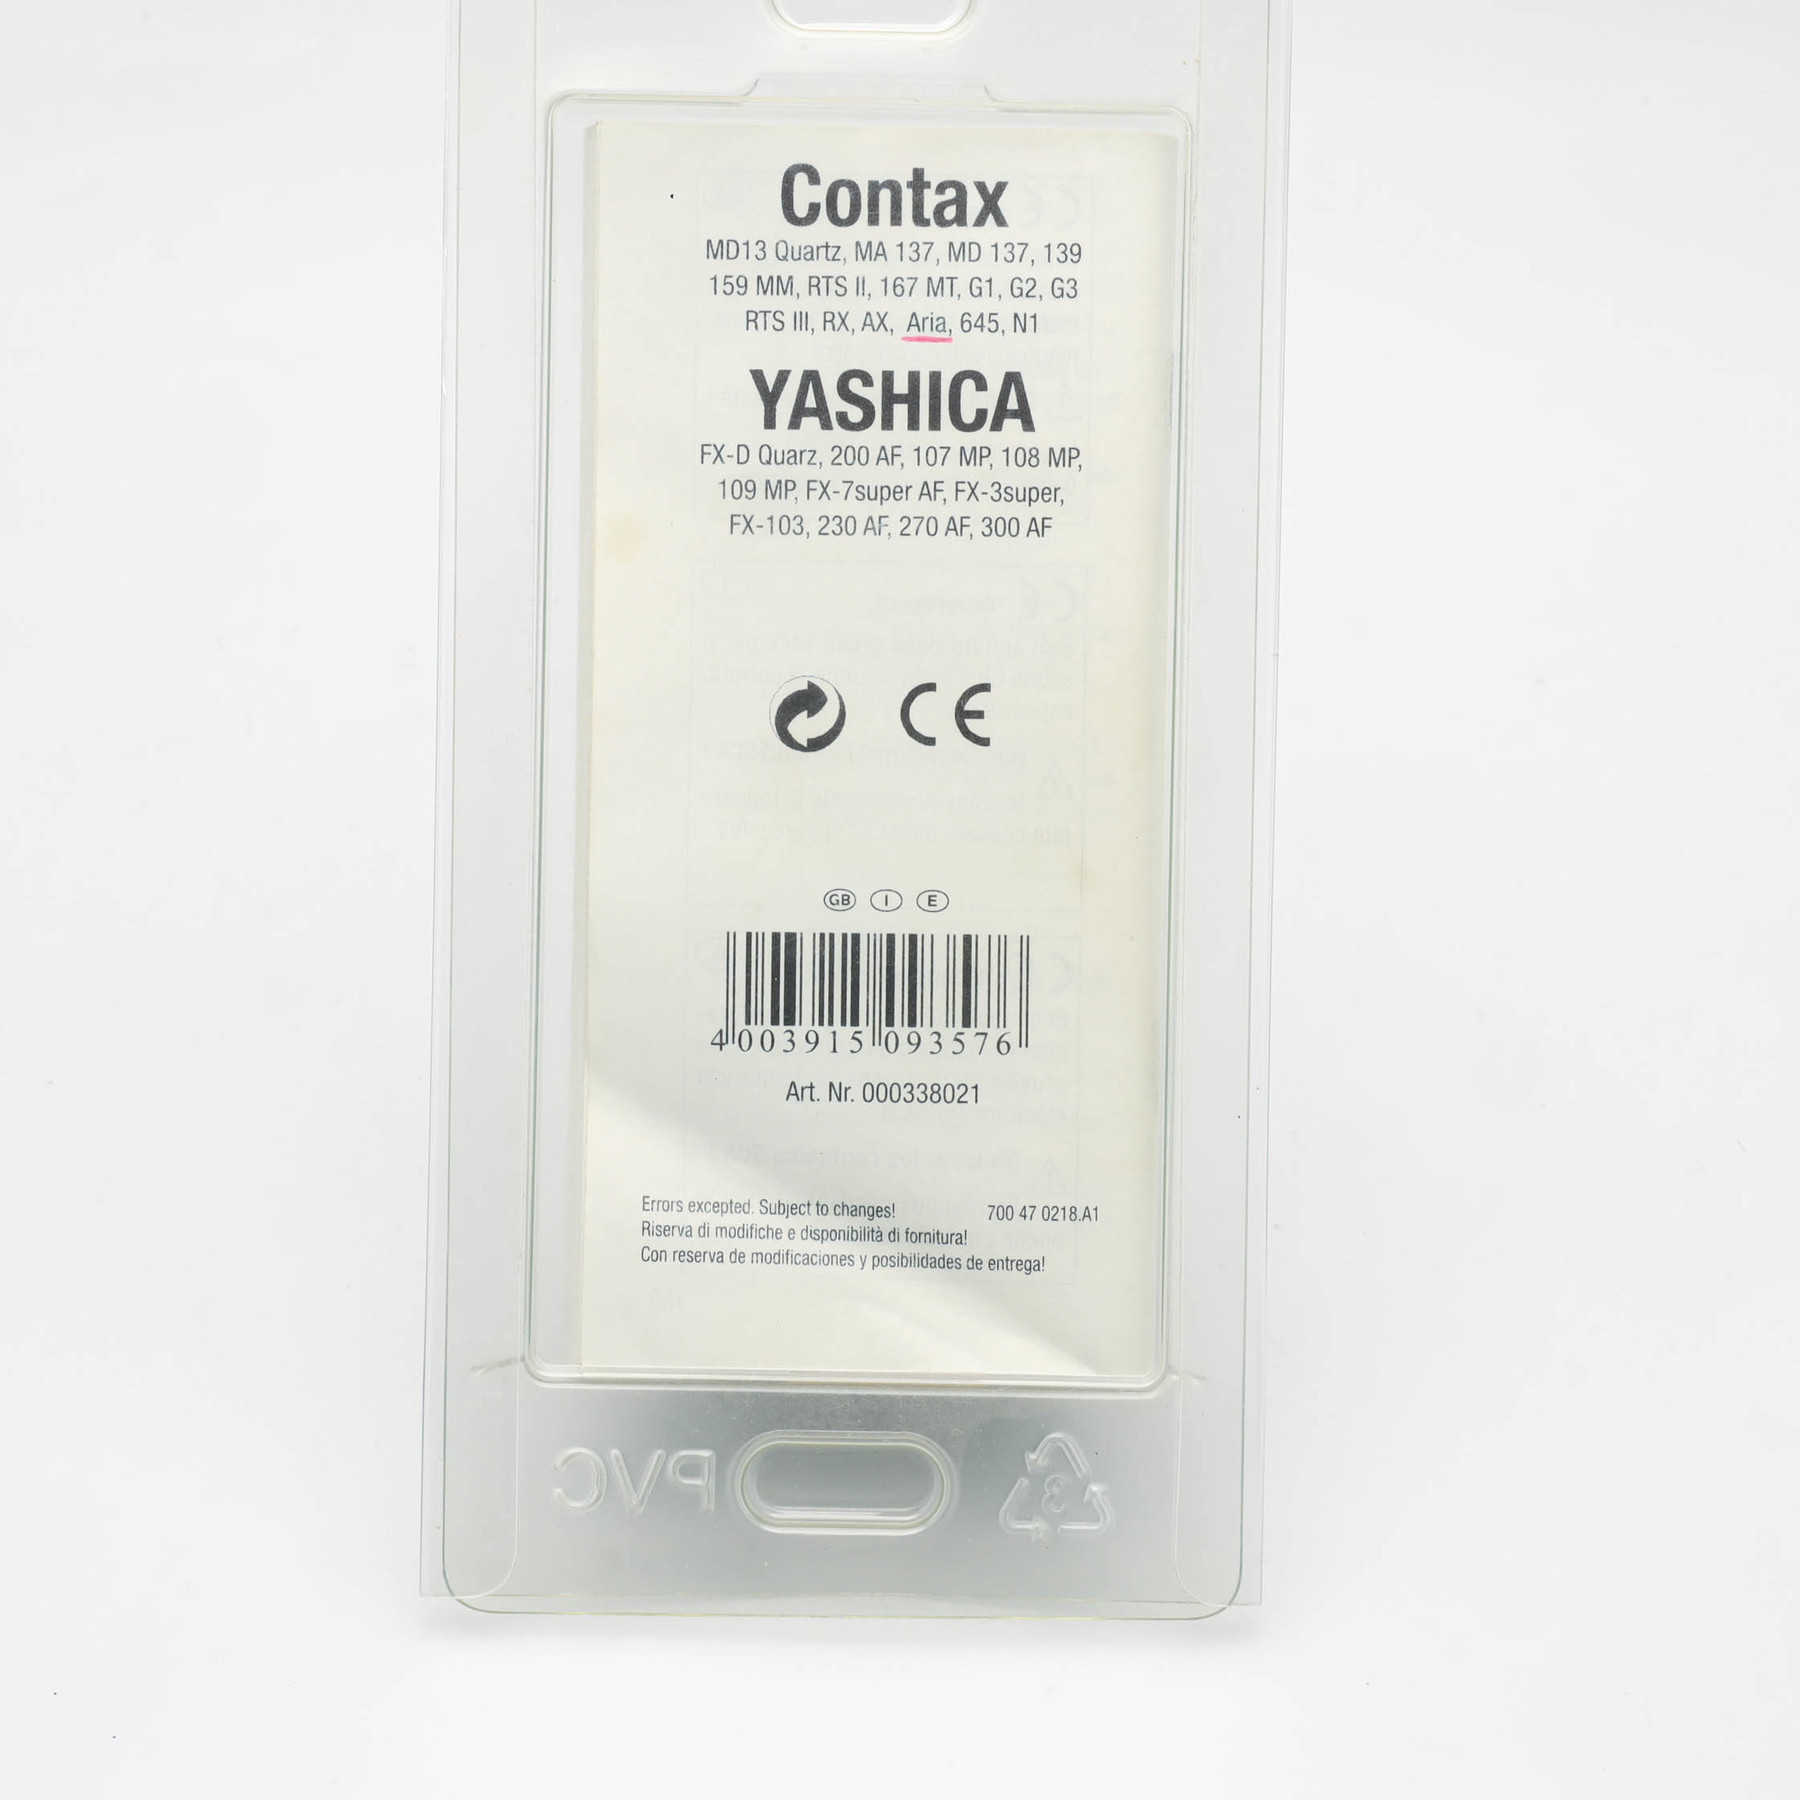 Contax
MD13 Quartz, MA 137, MD 137, 139
159 MM, RTS II, 167 MT, G1, G2, G3
RTS III, RX, AX, Aria, 645, N1
YASHICA
FX-D Quarz, 200 AF, 107 MP, 108 MP,
109 MP, FX-7super AF, FX-3super,
FX-103, 230 AF, 270 AF, 300 AF
CE
GB I E
4 003915 093576
Art. Nr. 000338021
Errors excepted. Subject to changes! 700 47 0218.A1
Riserva di modifiche e disponibilità di fornitura!
Con reserva de modificaciones y posibilidades de entrega!
PVC 3